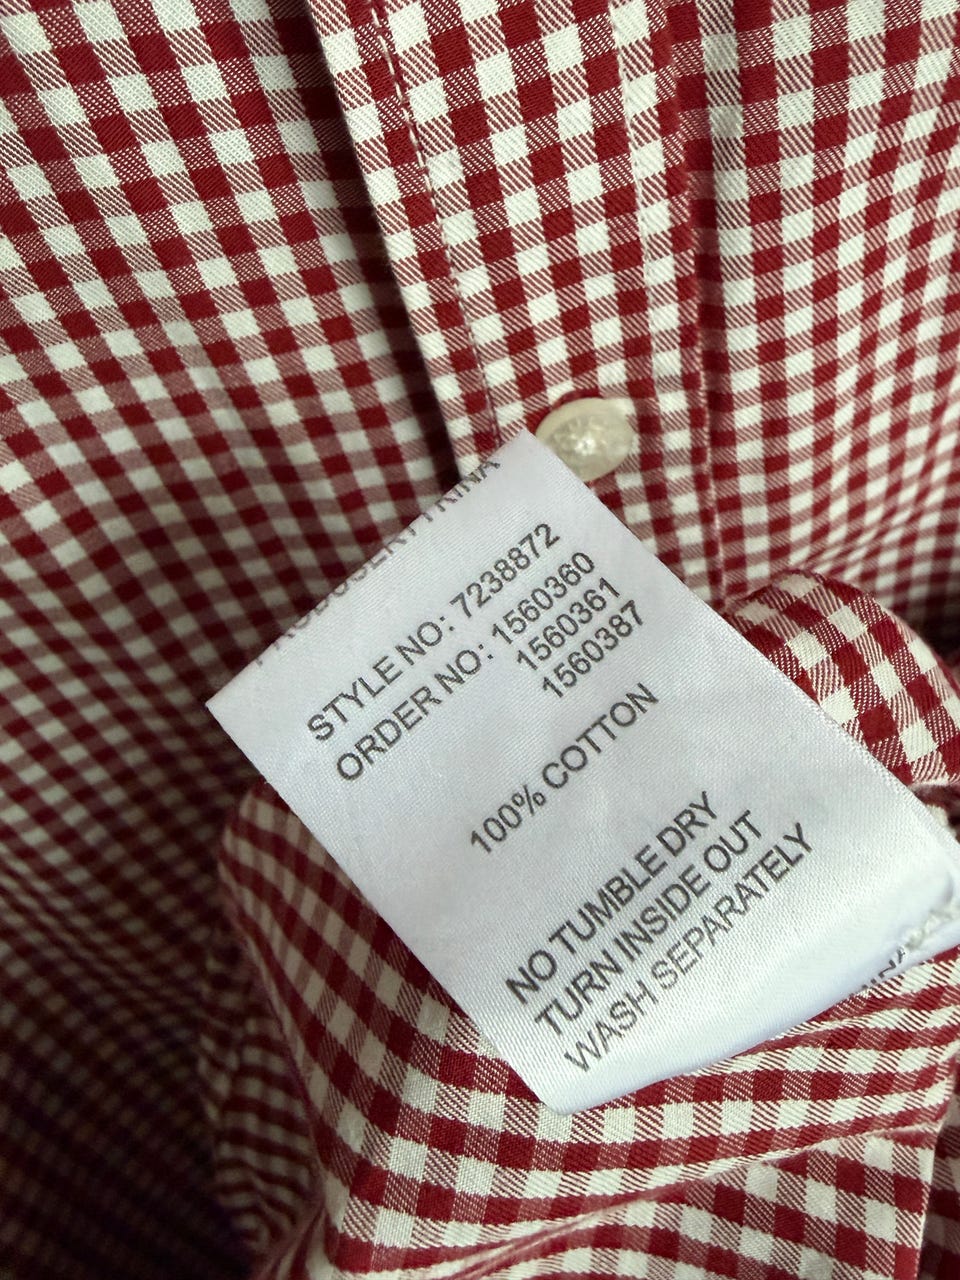 STYLE NO: 7238872
ORDER NO: 1560360
1560361
1560387
100% COTTON
NO TUMBLE DRY
TURN INSIDE OUT
WASH SEPARATELY